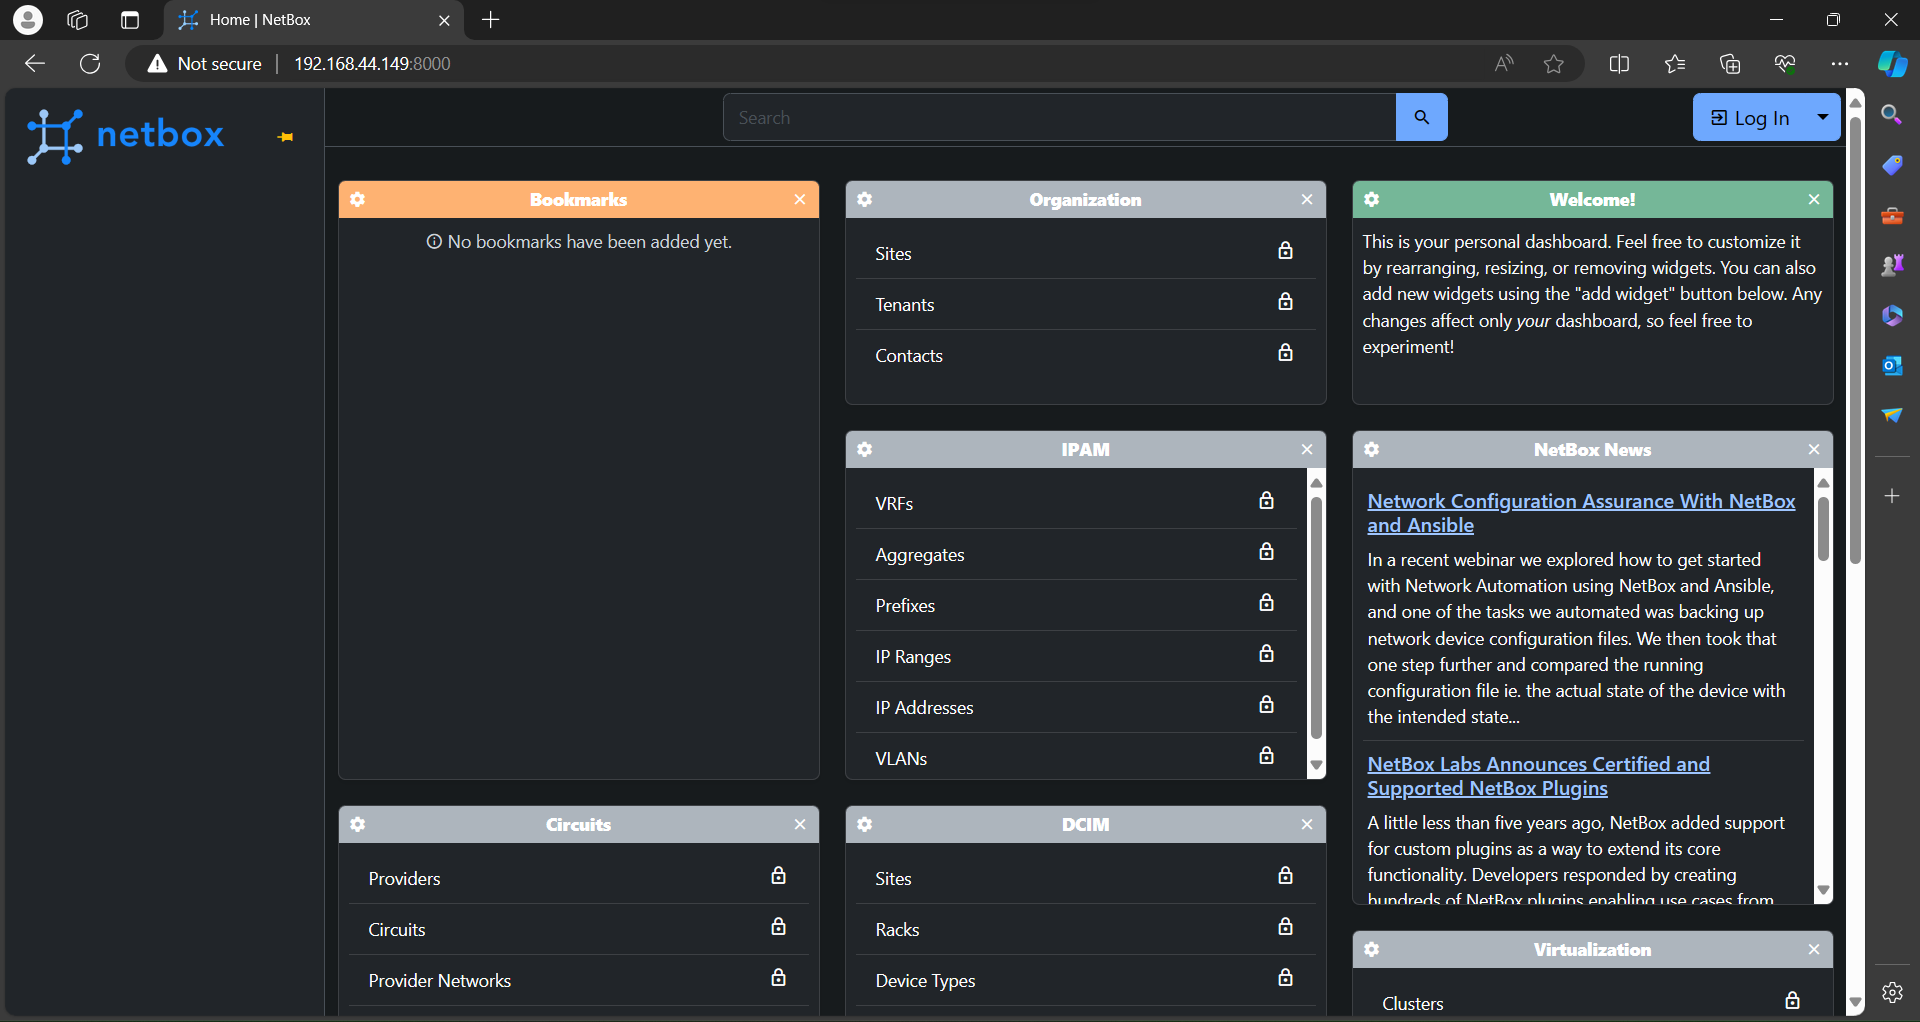 Home | NetBox
Not secure
192.168.44.149:8000
netbox
Search
Log In
Bookmarks
No bookmarks have been added yet.
Organization
Sites
Tenants
Contacts
Welcome!
This is your personal dashboard. Feel free to customize it
by rearranging, resizing, or removing widgets. You can also
add new widgets using the "add widget" button below. Any
changes affect only your dashboard, so feel free to
experiment!
IPAM
VRFs
Aggregates
Prefixes
IP Ranges
IP Addresses
VLANs
NetBox News
Network Configuration Assurance With NetBox
and Ansible
In a recent webinar we explored how to get started
with Network Automation using NetBox and Ansible,
and one of the tasks we automated was backing up
network device configuration files. We then took that
one step further and compared the running
configuration file ie. the actual state of the device with
the intended state...
NetBox Labs Announces Certified and
Supported NetBox Plugins
A little less than five years ago, NetBox added support
for custom plugins as a way to extend its core
functionality. Developers responded by creating
hundreds of NetBox plugins enabling use cases from
Circuits
Providers
Circuits
Provider Networks
DCIM
Sites
Racks
Device Types
Virtualization
Clusters